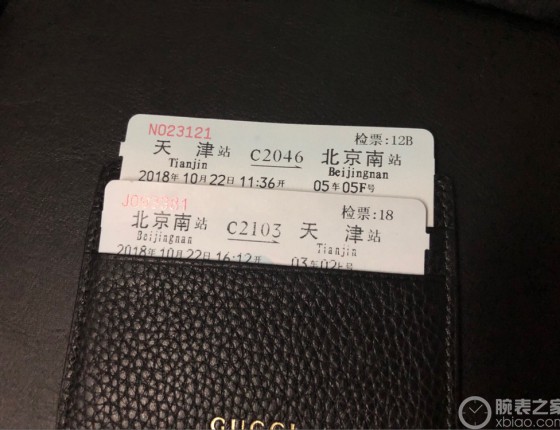 N023121
检票:12B
天津站 C2046 北京南站
Tianjin Beijingnan
2018年10月22日 11:36开 05车05F号
检票:18
北京南站 C2103 天津站
Beijingnan Tianjin
2018年10月22日 16:12开 03车02
GUCCI
腕表之家
xbiao.com